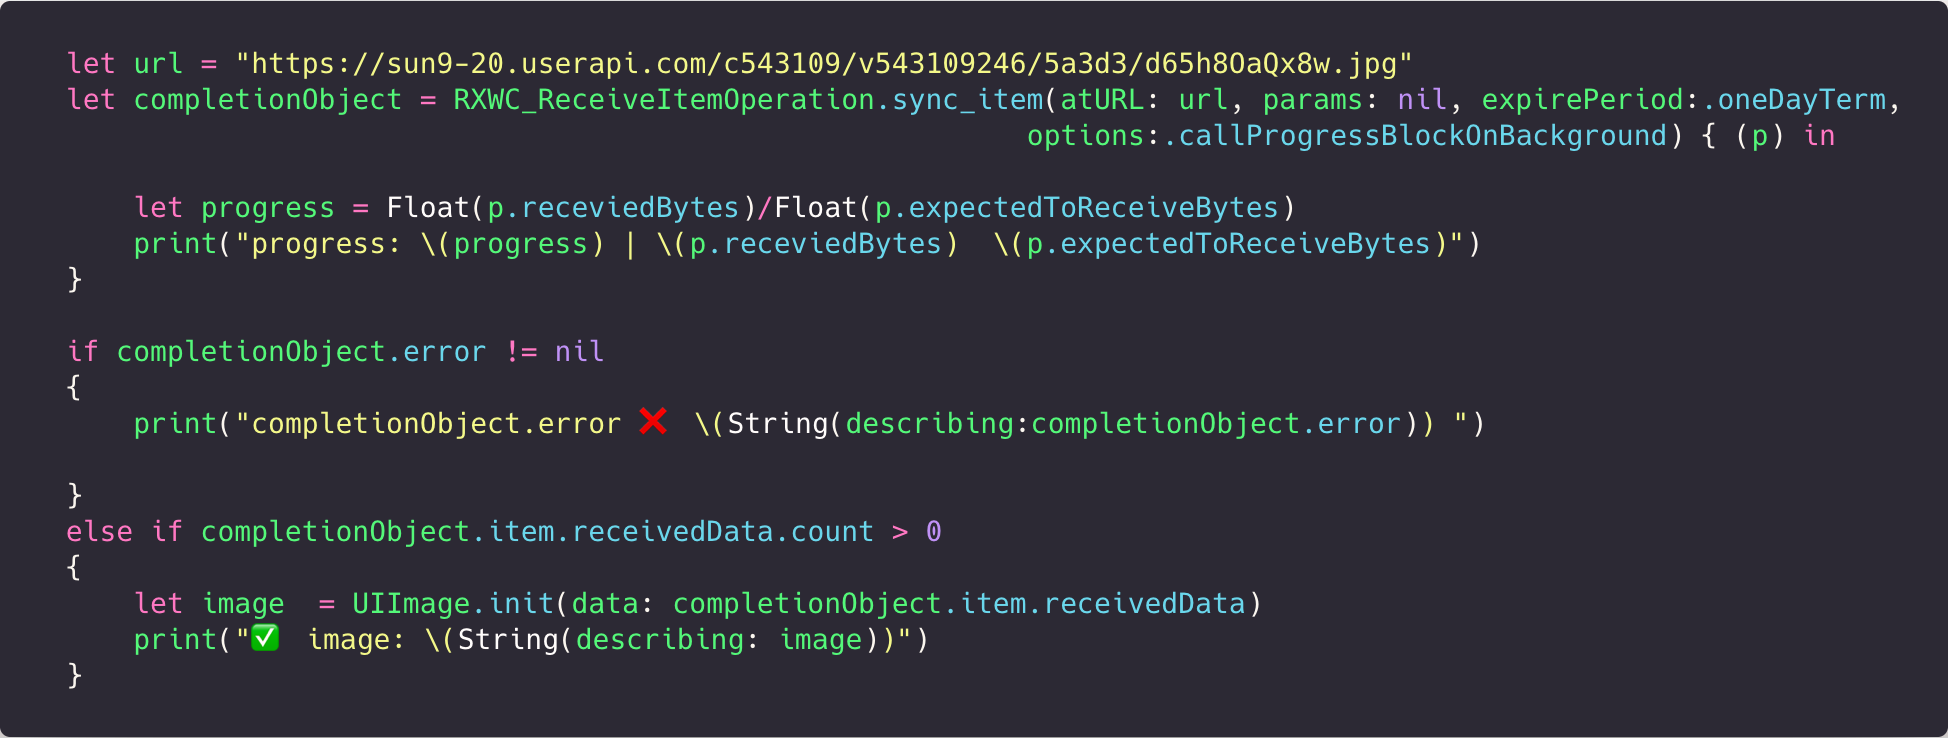 let url = "https://sun9-20.userapi.com/c543109/v543109246/5a3d3/d65h8OaQx8w.jpg"
let completionObject = RXWC_ReceiveItemOperation.sync_item(atURL: url, params: nil, expirePeriod:.oneDayTerm,
options:.callProgressBlockOnBackground) { (p) in
let progress = Float(p.receviedBytes)/Float(p.expectedToReceiveBytes)
print("progress: \(progress) | \(p.receviedBytes)  \(p.expectedToReceiveBytes)")
}
if completionObject.error != nil
{
print("completionObject.error ❌ \(String(describing:completionObject.error)) ")
}
else if completionObject.item.receivedData.count > 0
{
let image  = UIImage.init(data: completionObject.item.receivedData)
print("✅ image: \(String(describing: image))")
}